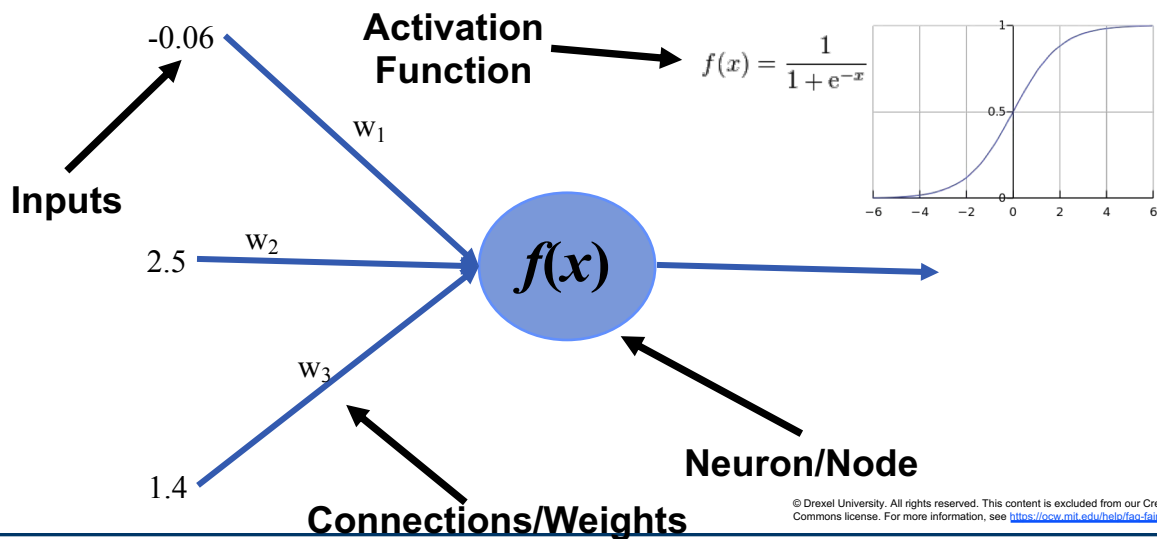 -0.06
Activation
Function
f(x) = 1 / (1 + e^{-x})
1
0.5
0
−6 −4 −2 0 2 4 6
w₁
Inputs
2.5
w₂
f(x)
w₃
1.4
Neuron/Node
Connections/Weights
© Drexel University. All rights reserved. This content is excluded from our Cre
Commons license. For more information, see https://ocw.mit.edu/help/faq-fair